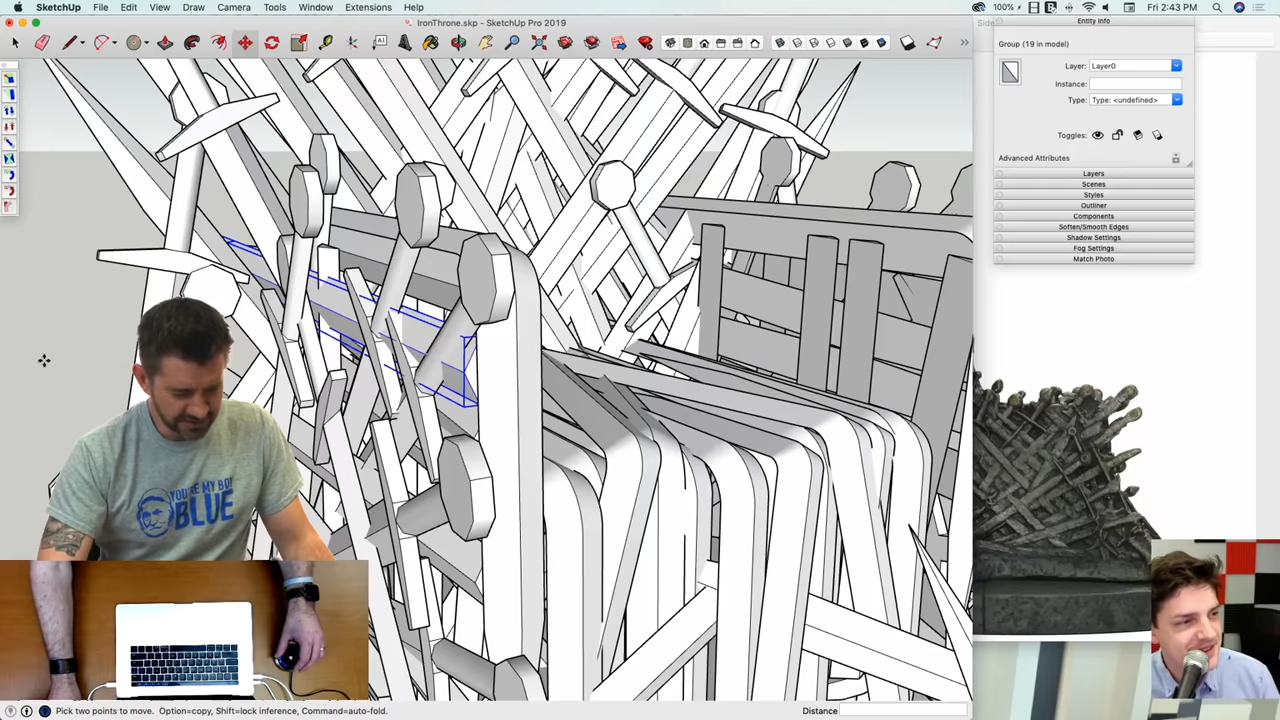 SketchUp File Edit View Draw Camera Tools Window Extensions Help
100% Fri 2:43 PM
IronThrone.skp - SketchUp Pro 2019
Side
Entity Info
Group (19 in model)
Layer: Layer0
Instance:
Type: Type: <undefined>
Toggles:
Advanced Attributes
Layers
Scenes
Styles
Outliner
Components
Soften/Smooth Edges
Shadow Settings
Fog Settings
Match Photo
YOU'RE MY BOY
BLUE
Pick two points to move. Option=copy, Shift=lock inference, Command=auto-fold.
Distance